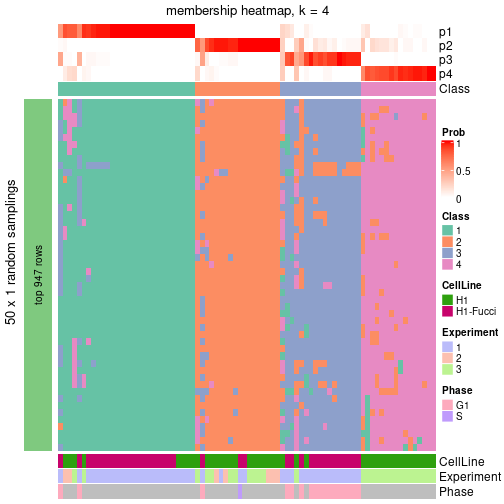 membership heatmap, k = 4
p1
p2
p3
p4
Class
50 x 1 random samplings
top 947 rows
CellLine
Experiment
Phase
Prob
1
0.5
0
Class
1
2
3
4
CellLine
H1
H1-Fucci
Experiment
1
2
3
Phase
G1
S